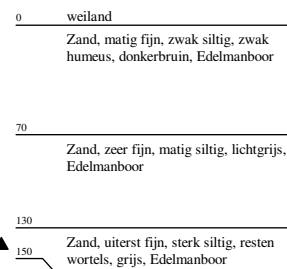 0 weiland
Zand, matig fijn, zwak siltig, zwak
humeus, donkerbruin, Edelmanboor
70
Zand, zeer fijn, matig siltig, lichtgrijs,
Edelmanboor
130
Zand, uiterst fijn, sterk siltig, resten
150
wortels, grijs, Edelmanboor